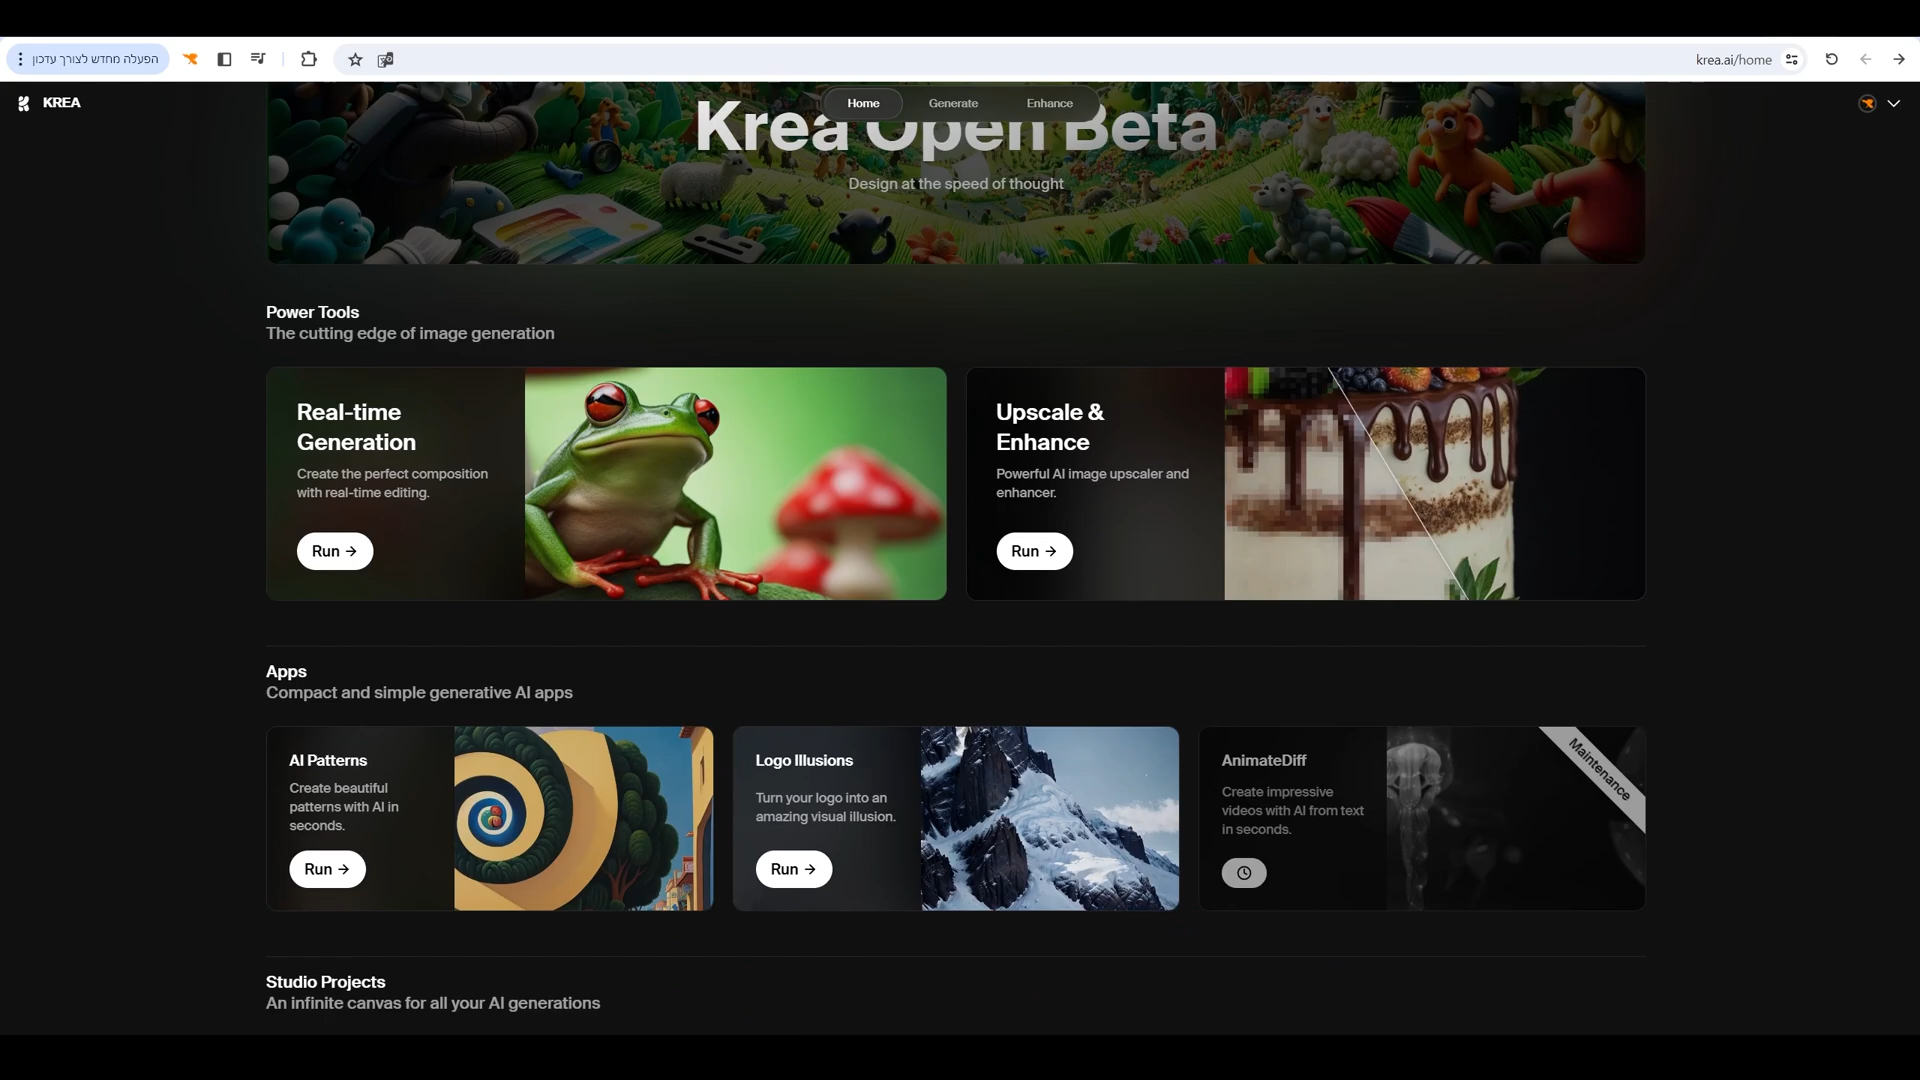 הפעלה מחדש לצורך עדכון
krea.ai/home
KREA
Home
Generate
Enhance
Krea Open Beta
Design at the speed of thought
Power Tools
The cutting edge of image generation
Real-time
Generation
Create the perfect composition
with real-time editing.
Run →
Upscale &
Enhance
Powerful AI image upscaler and
enhancer.
Run →
Apps
Compact and simple generative AI apps
AI Patterns
Create beautiful
patterns with AI in
seconds.
Run →
Logo Illusions
Turn your logo into an
amazing visual illusion.
Run →
AnimateDiff
Create impressive
videos with AI from text
in seconds.
Maintenance
Studio Projects
An infinite canvas for all your AI generations